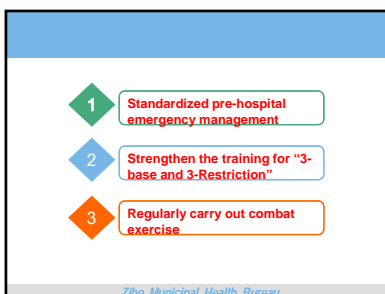 1
Standardized pre-hospital
emergency management
2
Strengthen the training for “3-
base and 3-Restriction”
3
Regularly carry out combat
exercise
Zibo Municipal Health Bureau